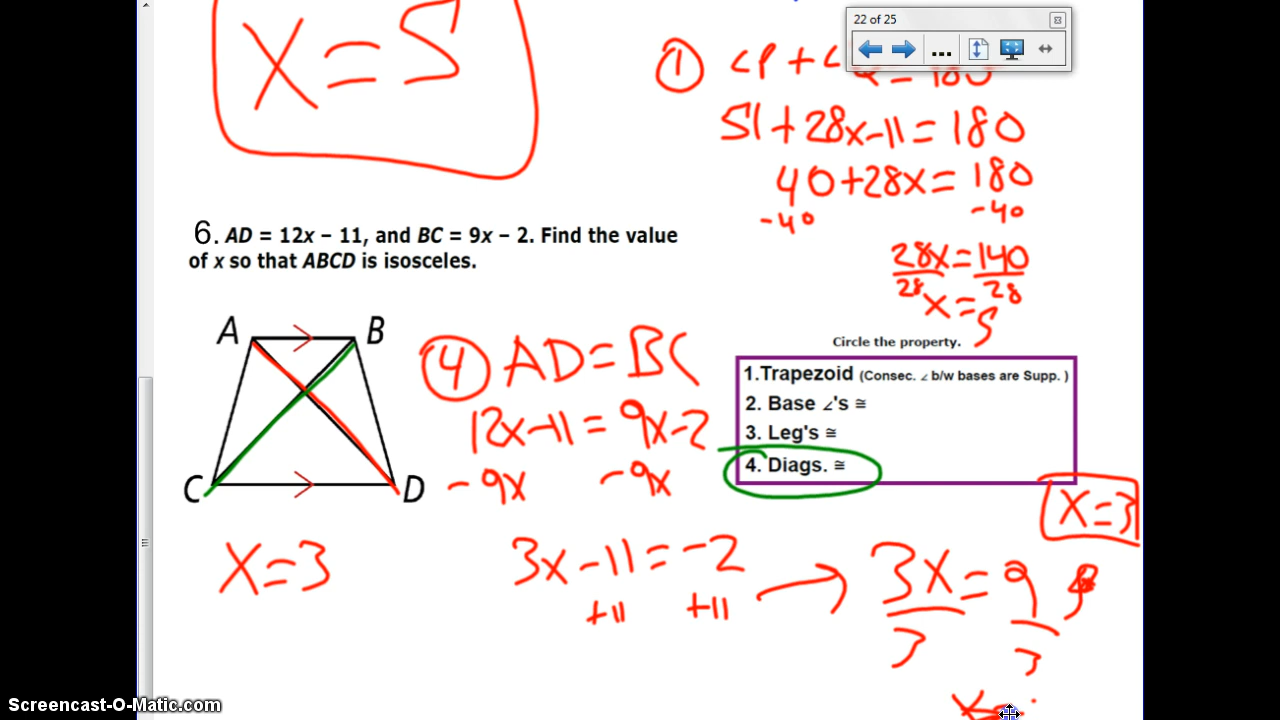 X=5
22 of 25
① ∠P + ∠Q = 180
51+28x-11=180
40+28x=180
-40 -40
28x=140
28 28
x=5
6. AD = 12x − 11, and BC = 9x − 2. Find the value
of x so that ABCD is isosceles.
A B
C D
④ AD=BC
12x-11=9x-2
-9x -9x
3x-11=-2
+11 +11
→ 3x=9
3 3
X=3
X=3
Circle the property.
1.Trapezoid (Consec. ∠ b/w bases are Supp. )
2. Base ∠'s ≅
3. Leg's ≅
4. Diags. ≅
Screencast-O-Matic.com